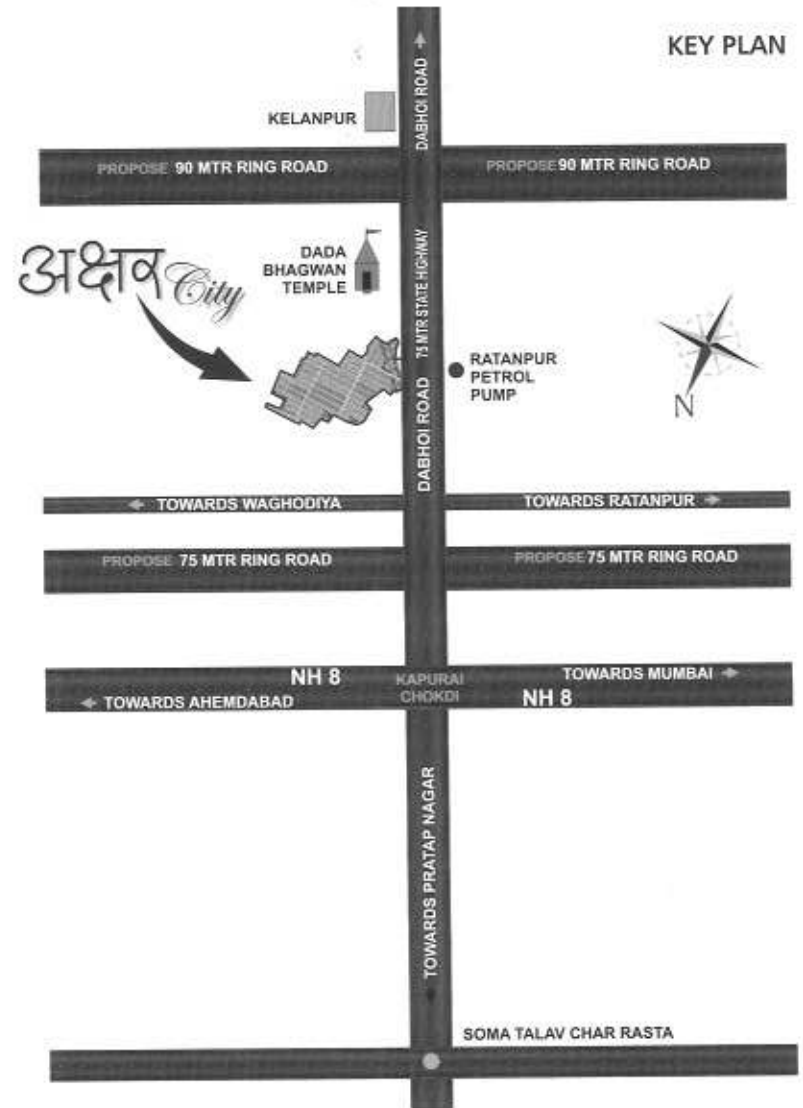 KEY PLAN
DABHOI ROAD
KELANPUR
PROPOSE 90 MTR RING ROAD
PROPOSE 90 MTR RING ROAD
अक्षर City
DADA
BHAGWAN
TEMPLE
75 MTR STATE HIGHWAY
RATANPUR
PETROL
PUMP
N
DABHOI ROAD
TOWARDS WAGHODIYA
TOWARDS RATANPUR
PROPOSE 75 MTR RING ROAD
PROPOSE 75 MTR RING ROAD
NH 8
KAPURAI
CHOKDI
TOWARDS MUMBAI
TOWARDS AHEMDABAD
NH 8
TOWARDS PRATAP NAGAR
SOMA TALAV CHAR RASTA